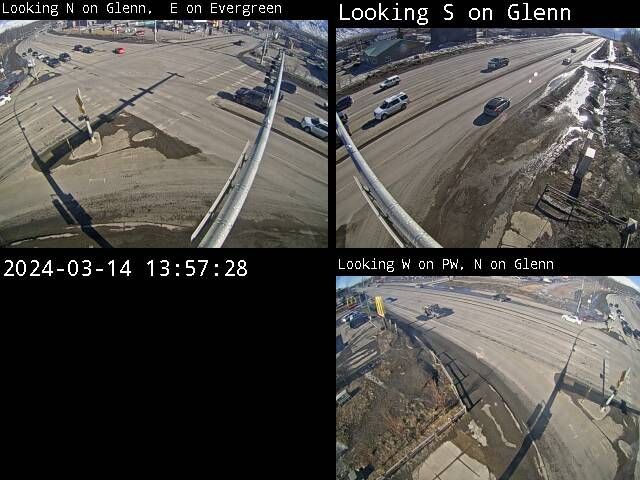 Looking N on Glenn,  E on Evergreen
Looking S on Glenn
2024-03-14 13:57:28
Looking W on PW, N on Glenn